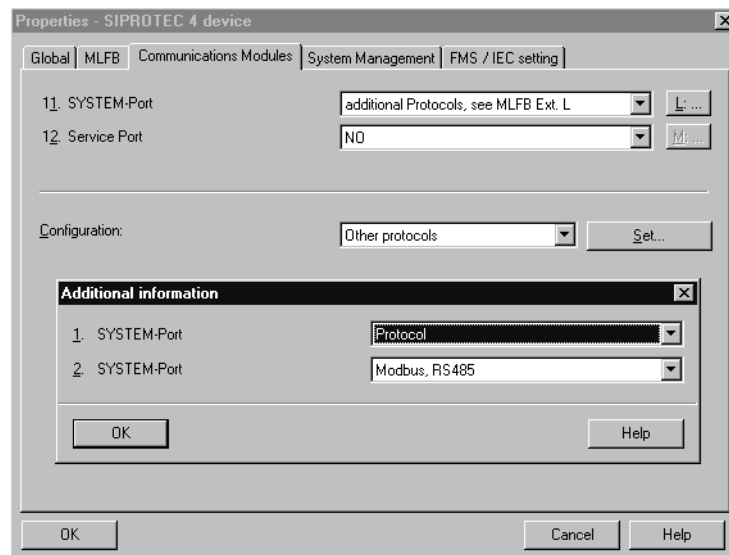 Properties - SIPROTEC 4 device
Global MLFB Communications Modules System Management FMS / IEC setting
11. SYSTEM-Port additional Protocols, see MLFB Ext. L L: ...
12. Service Port NO M: ...
Configuration: Other protocols Set...
Additional information
1. SYSTEM-Port Protocol
2. SYSTEM-Port Modbus, RS485
OK Help
OK Cancel Help